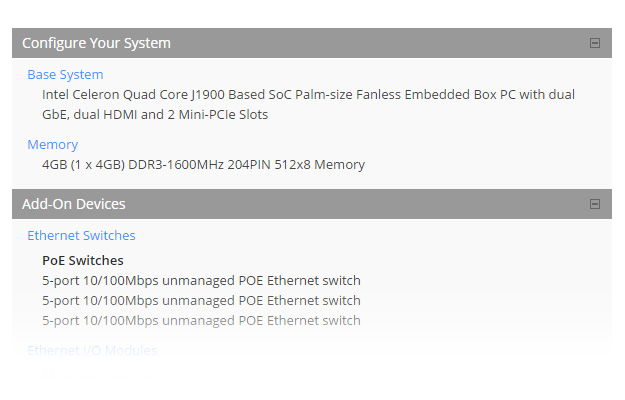 Configure Your System
Base System
Intel Celeron Quad Core J1900 Based SoC Palm-size Fanless Embedded Box PC with dual
GbE, dual HDMI and 2 Mini-PCIe Slots
Memory
4GB (1 x 4GB) DDR3-1600MHz 204PIN 512x8 Memory
Add-On Devices
Ethernet Switches
PoE Switches
5-port 10/100Mbps unmanaged POE Ethernet switch
5-port 10/100Mbps unmanaged POE Ethernet switch
5-port 10/100Mbps unmanaged POE Ethernet switch
Ethernet I/O Modules